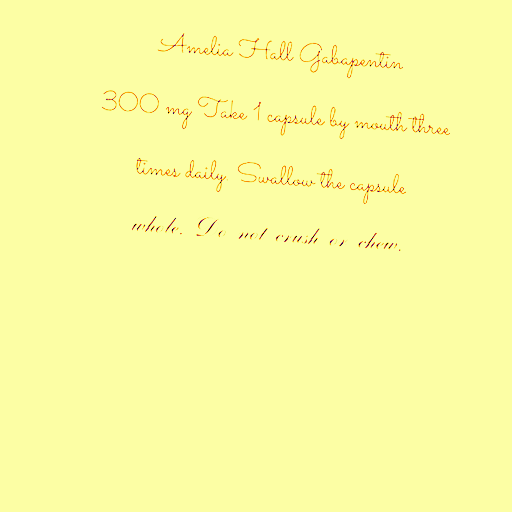 Amelia Hall Gabapentin
300 mg Take 1 capsule by mouth three
times daily. Swallow the capsule
whole. Do not crush or chew.